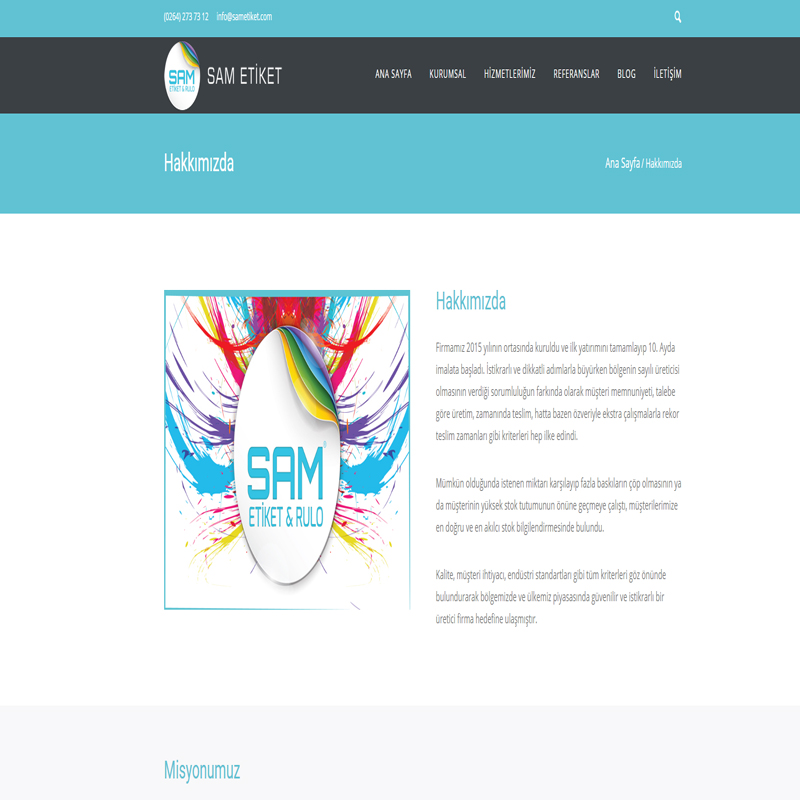 (0264) 273 73 12 info@sametiket.com
SAM
ETİKET & RULO
SAM ETİKET
ANA SAYFA KURUMSAL HİZMETLERİMİZ REFERANSLAR BLOG İLETİŞİM
Hakkımızda
Ana Sayfa / Hakkımızda
SAM®
ETİKET & RULO
Hakkımızda
Firmamız 2015 yılının ortasında kuruldu ve ilk yatırımını tamamlayıp 10. Ayda
imalata başladı. İstikrarlı ve dikkatli adımlarla büyürken bölgenin sayılı üreticisi
olmasının verdiği sorumluluğun farkında olarak müşteri memnuniyeti, talebe
göre üretim, zamanında teslim, hatta bazen özveriyle ekstra çalışmalarla rekor
teslim zamanları gibi kriterleri hep ilke edindi.
Mümkün olduğunda istenen miktarı karşılayıp fazla baskıların çöp olmasının ya
da müşterinin yüksek stok tutumunun önüne geçmeye çalıştı, müşterilerimize
en doğru ve en akılcı stok bilgilendirmesinde bulundu.
Kalite, müşteri ihtiyacı, endüstri standartları gibi tüm kriterleri göz önünde
bulundurarak bölgemizde ve ülkemiz piyasasında güvenilir ve istikrarlı bir
üretici firma hedefine ulaşmıştır.
Misyonumuz